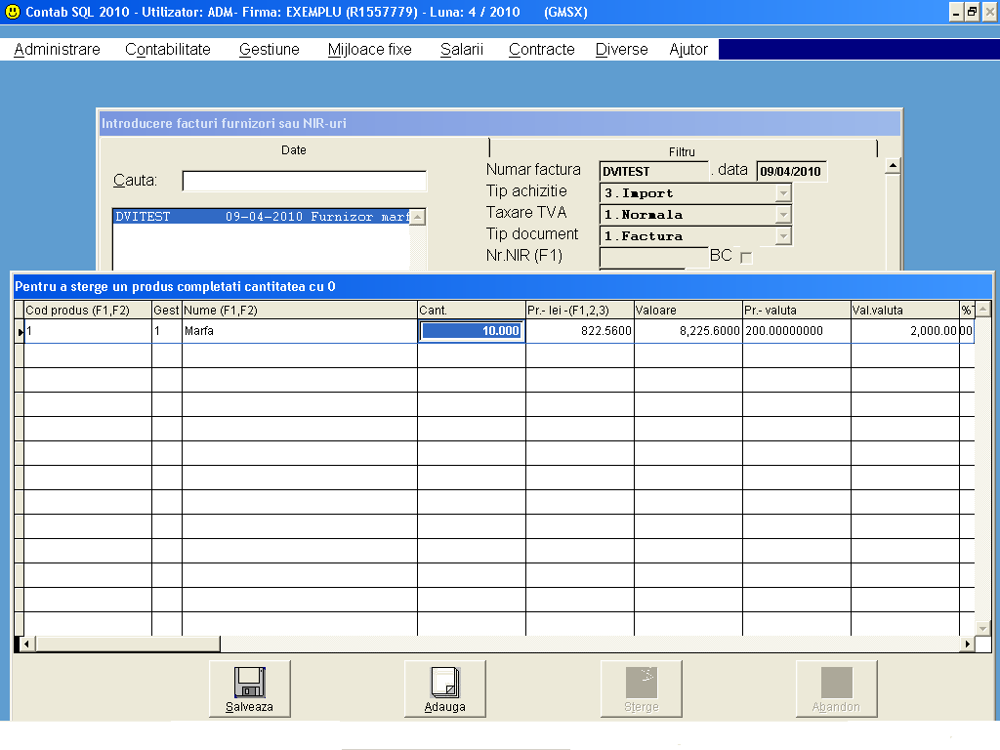 Contab SQL 2010 - Utilizator: ADM- Firma: EXEMPLU (R1557779) - Luna: 4 / 2010 (GMSX)
Administrare Contabilitate Gestiune Mijloace fixe Salarii Contracte Diverse Ajutor
Introducere facturi furnizori sau NIR-uri
Date Filtru
Cauta:
DVITEST 09-04-2010 Furnizor marf
Numar factura DVITEST . data 09/04/2010
Tip achizitie 3.Import
Taxare TVA 1.Normala
Tip document 1.Factura
Nr.NIR (F1) BC
Pentru a sterge un produs completati cantitatea cu 0
Cod produs (F1,F2) Gest Nume (F1,F2) Cant. Pr.- lei -(F1,2,3) Valoare Pr.- valuta Val.valuta %
1 1 Marfa 10.000 822.5600 8,225.6000 200.00000000 2,000.00 00
Salveaza Adauga Sterge Abandon